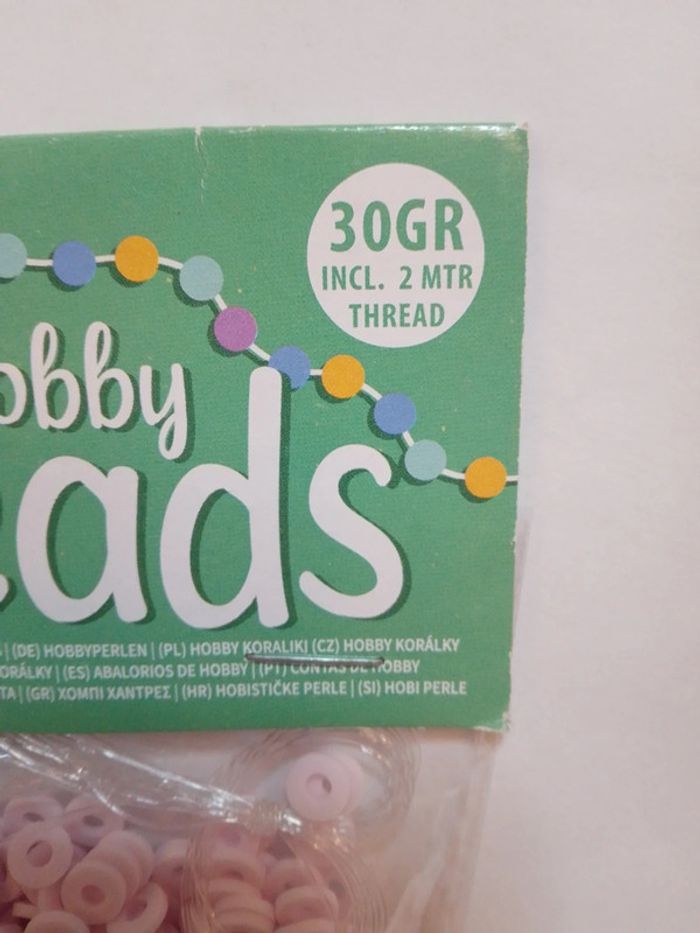 30GR
INCL. 2 MTR
THREAD
obby
ads
(DE) HOBBYPERLEN | (PL) HOBBY KORALIKI (CZ) HOBBY KORÁLKY
ORÁLKY | (ES) ABALORIOS DE HOBBY | (PT) CONTAS DE HOBBY
TA | (GR) ΧΟΜΠΙ ΧΑΝΤΡΕΣ | (HR) HOBISTIČKE PERLE | (SI) HOBI PERLE